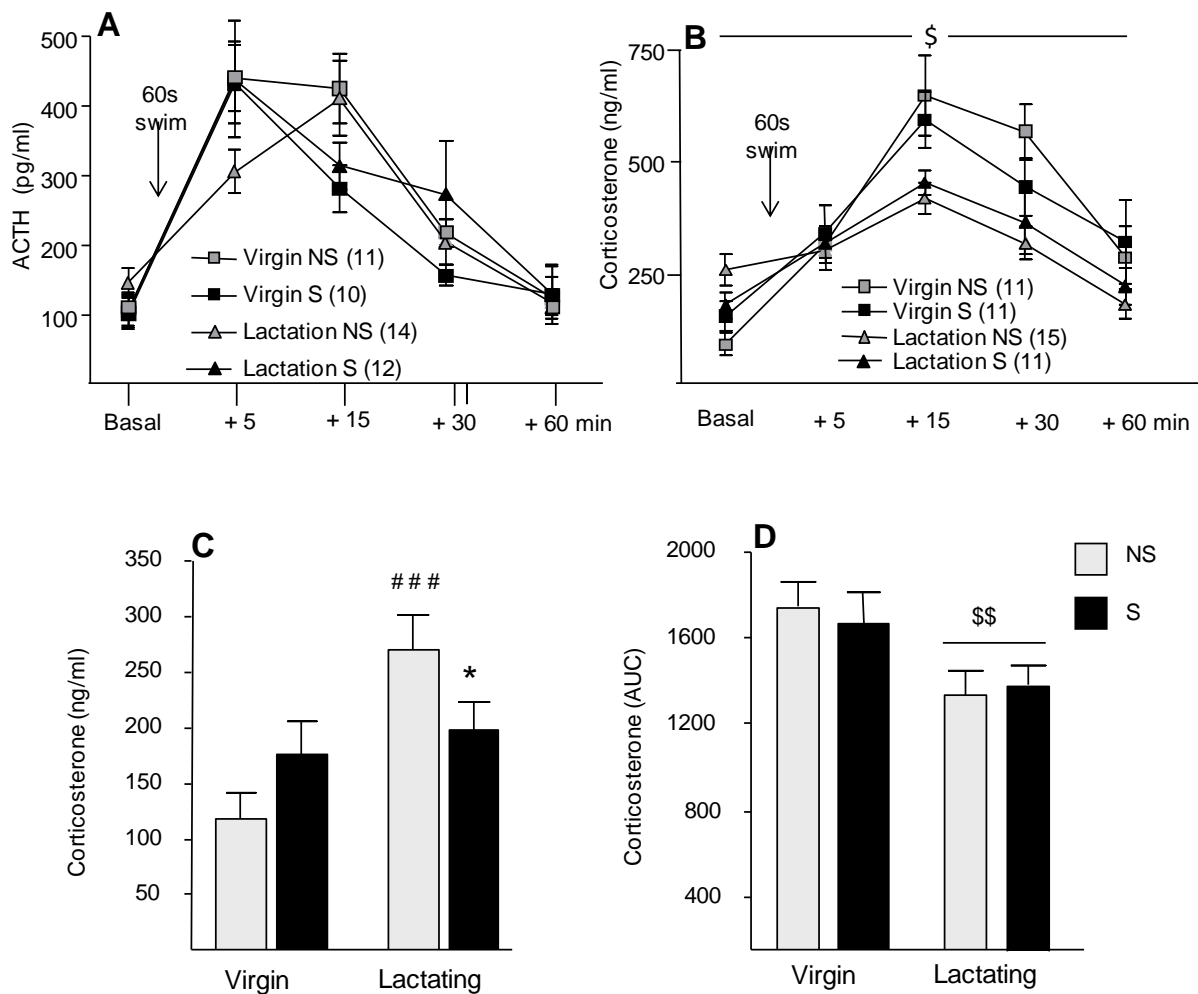 A
ACTH (pg/ml)
500
400
300
200
100
60s
swim
Virgin NS (11)
Virgin S (10)
Lactation NS (14)
Lactation S (12)
Basal
+ 5
+ 15
+ 30
+ 60 min
B
$
Corticosterone (ng/ml)
750
500
250
60s
swim
Virgin NS (11)
Virgin S (11)
Lactation NS (15)
Lactation S (11)
Basal
+ 5
+ 15
+ 30
+ 60 min
C
Corticosterone (ng/ml)
350
300
250
200
150
100
50
# # #
*
Virgin
Lactating
D
Corticosterone (AUC)
2000
1600
1200
800
400
$$
Virgin
Lactating
NS
S